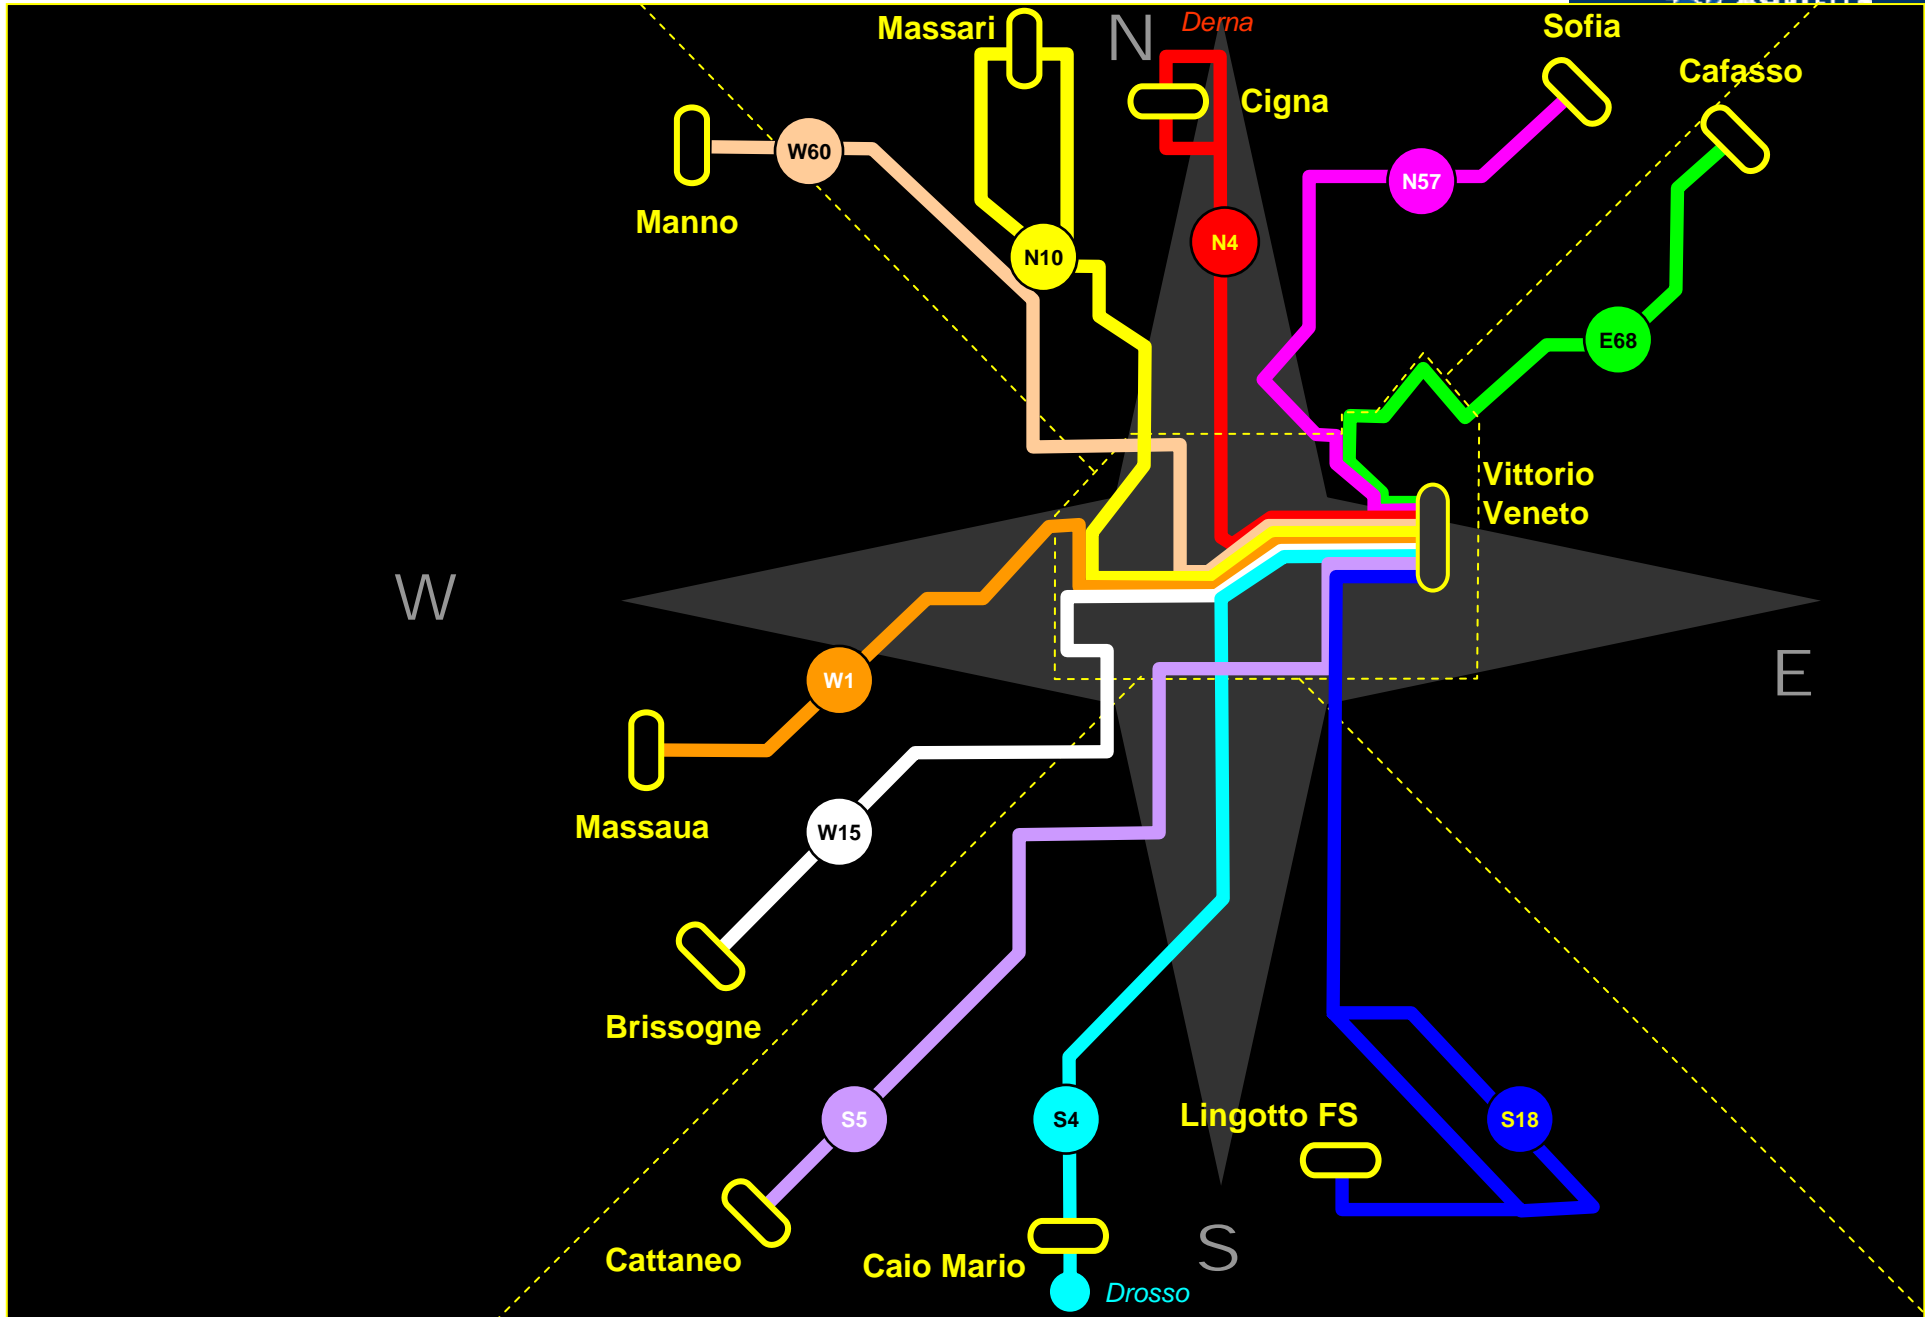 N
Derna
Massari
Sofia
Cafasso
Cigna
Manno
W60
N10
N4
N57
E68
Vittorio
Veneto
W
E
W1
Massaua
W15
Brissogne
S5
S4
Lingotto FS
S18
Cattaneo
Caio Mario
S
Drosso